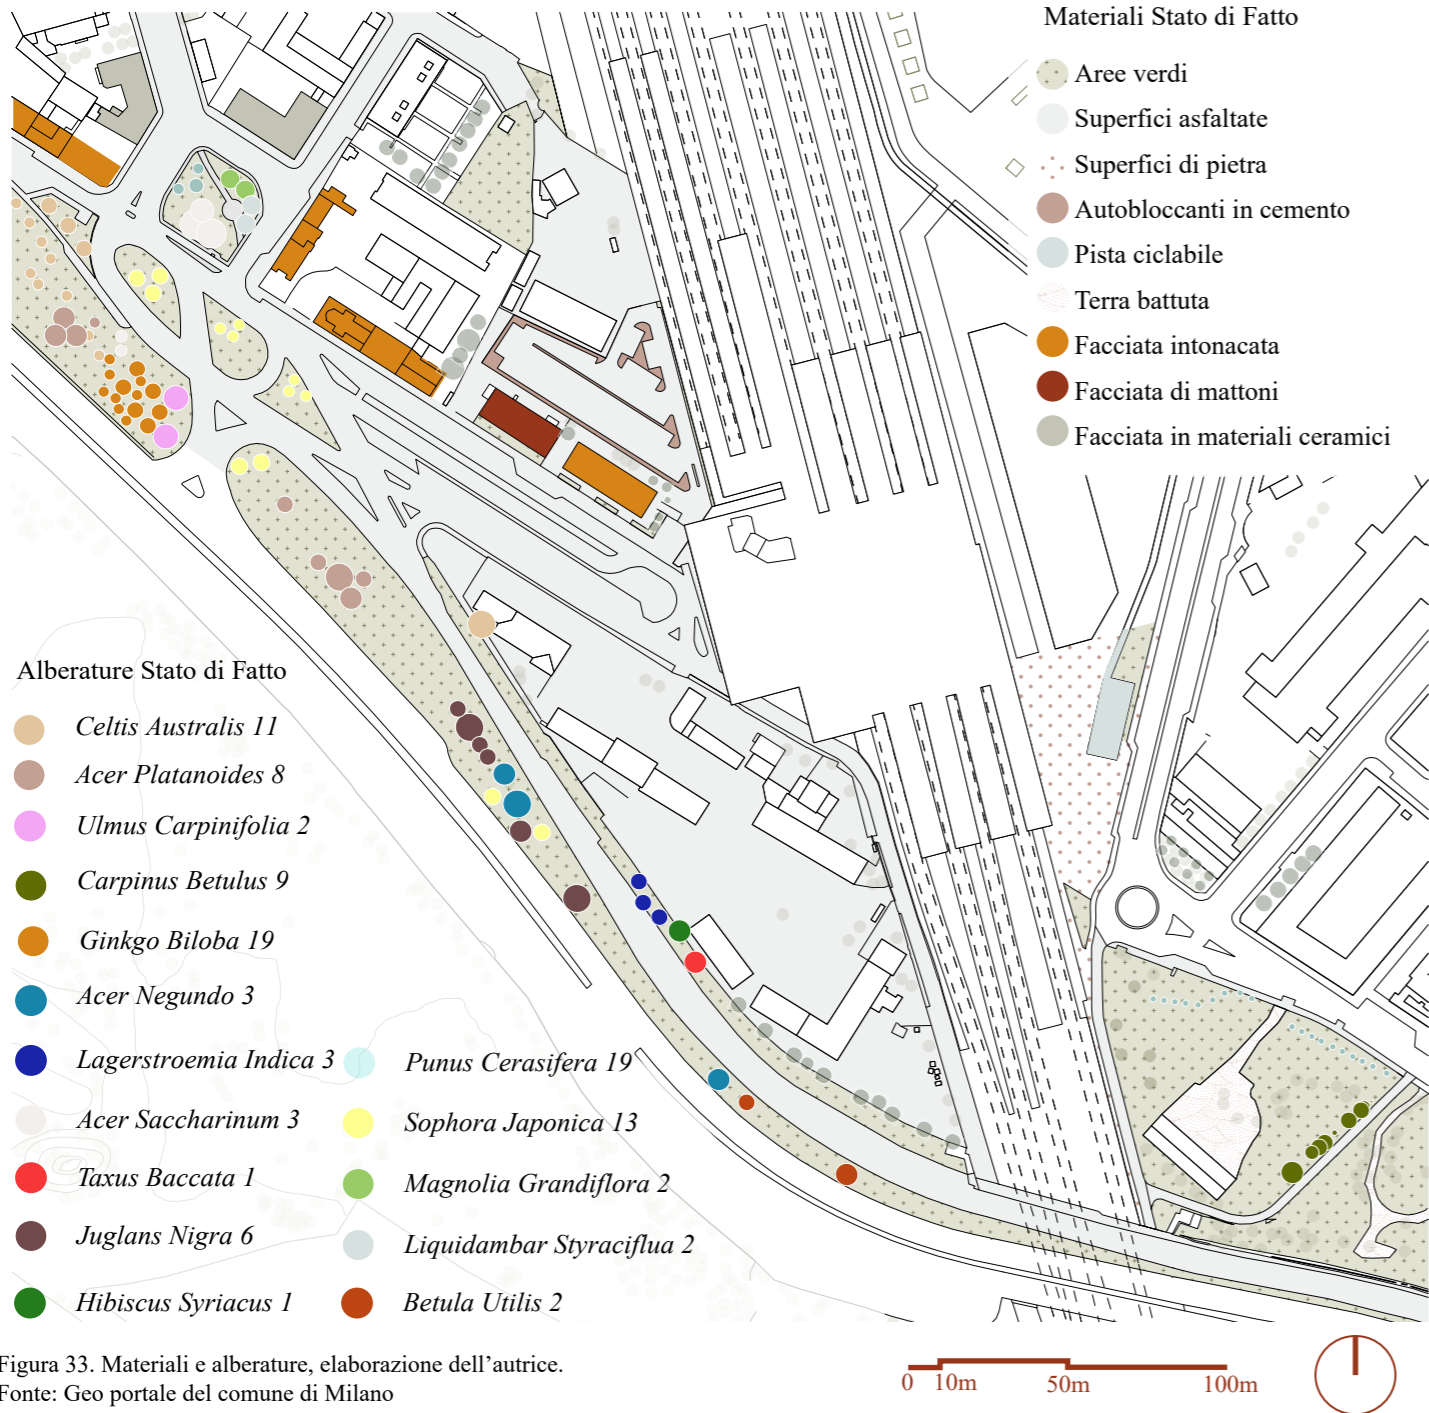 Materiali Stato di Fatto
Aree verdi
Superfici asfaltate
Superfici di pietra
Autobloccanti in cemento
Pista ciclabile
Terra battuta
Facciata intonacata
Facciata di mattoni
Facciata in materiali ceramici
Alberature Stato di Fatto
Celtis Australis 11
Acer Platanoides 8
Ulmus Carpinifolia 2
Carpinus Betulus 9
Ginkgo Biloba 19
Acer Negundo 3
Lagerstroemia Indica 3
Acer Saccharinum 3
Taxus Baccata 1
Juglans Nigra 6
Hibiscus Syriacus 1
Punus Cerasifera 19
Sophora Japonica 13
Magnolia Grandiflora 2
Liquidambar Styraciflua 2
Betula Utilis 2
Figura 33. Materiali e alberature, elaborazione dell’autrice.
Fonte: Geo portale del comune di Milano
0 10m 50m 100m